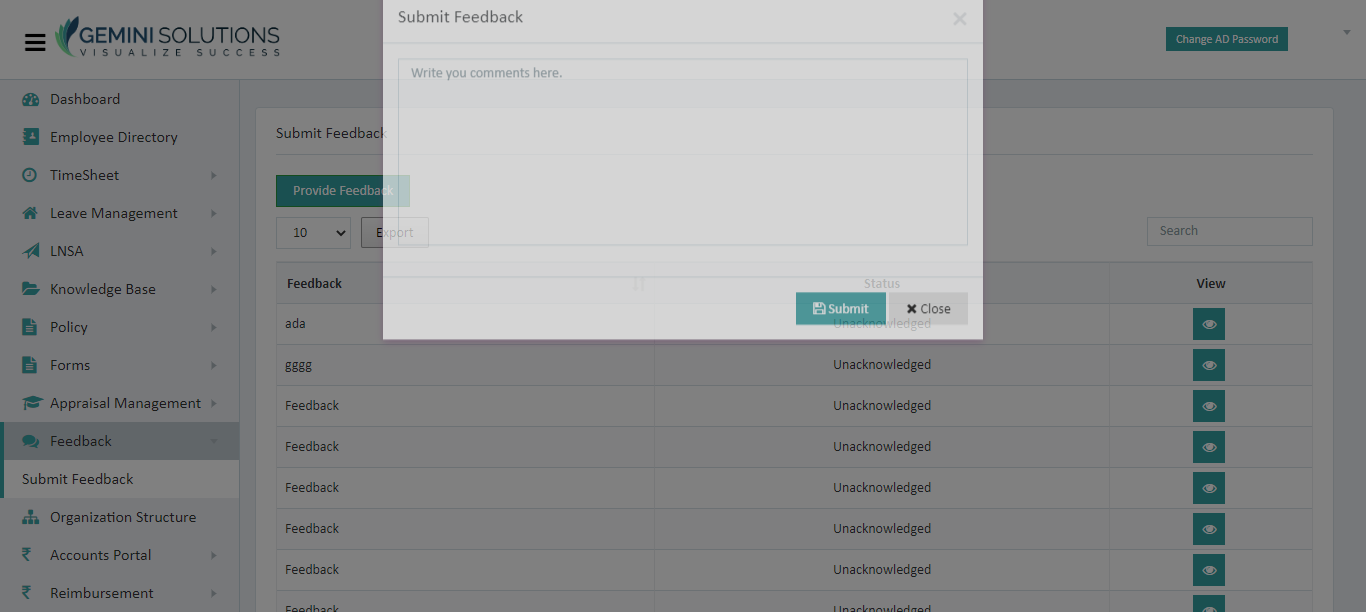 Submit Feedback
×
GEMINI SOLUTIONS
VISUALIZE SUCCESS
Change AD Password
Write you comments here.
Dashboard
Employee Directory
TimeSheet
Leave Management
LNSA
Knowledge Base
Policy
Forms
Appraisal Management
Feedback
Submit Feedback
Organization Structure
Accounts Portal
Reimbursement
Submit Feedback
Provide Feedback
10
Export
Search
Feedback Status View
Submit Close
ada Unacknowledged
gggg Unacknowledged
Feedback Unacknowledged
Feedback Unacknowledged
Feedback Unacknowledged
Feedback Unacknowledged
Feedback Unacknowledged
Feedback Unacknowledged